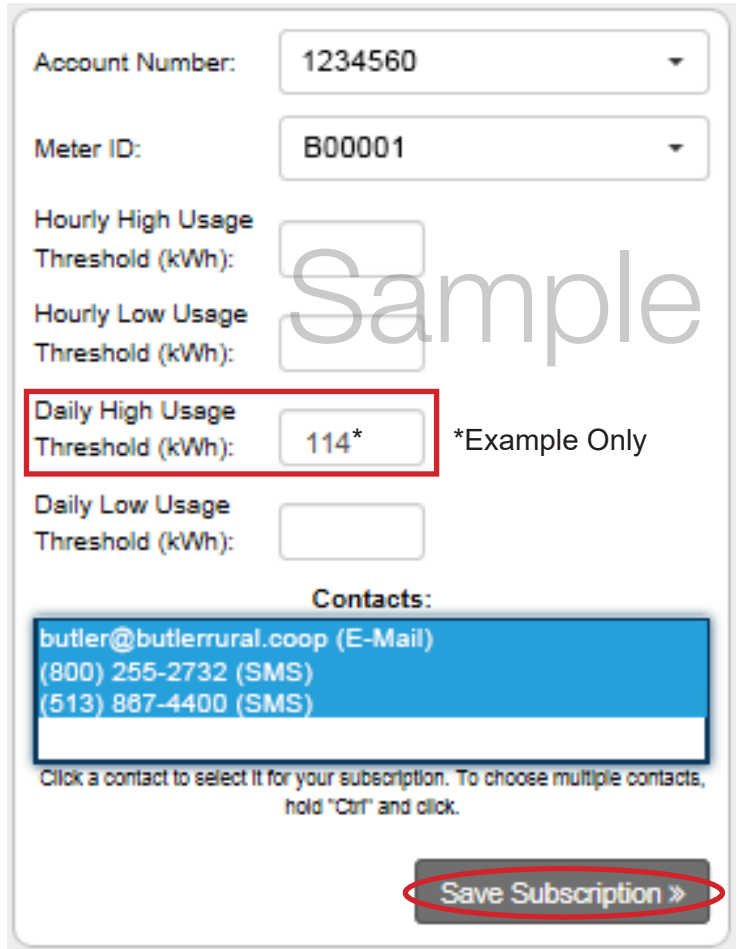 Account Number: 1234560
Meter ID: B00001
Hourly High Usage
Threshold (kWh):
Sample
Hourly Low Usage
Threshold (kWh):
Daily High Usage
Threshold (kWh): 114* *Example Only
Daily Low Usage
Threshold (kWh):
Contacts:
butler@butlerrural.coop (E-Mail)
(800) 255-2732 (SMS)
(513) 867-4400 (SMS)
Click a contact to select it for your subscription. To choose multiple contacts,
hold "Ctrl" and click.
Save Subscription »